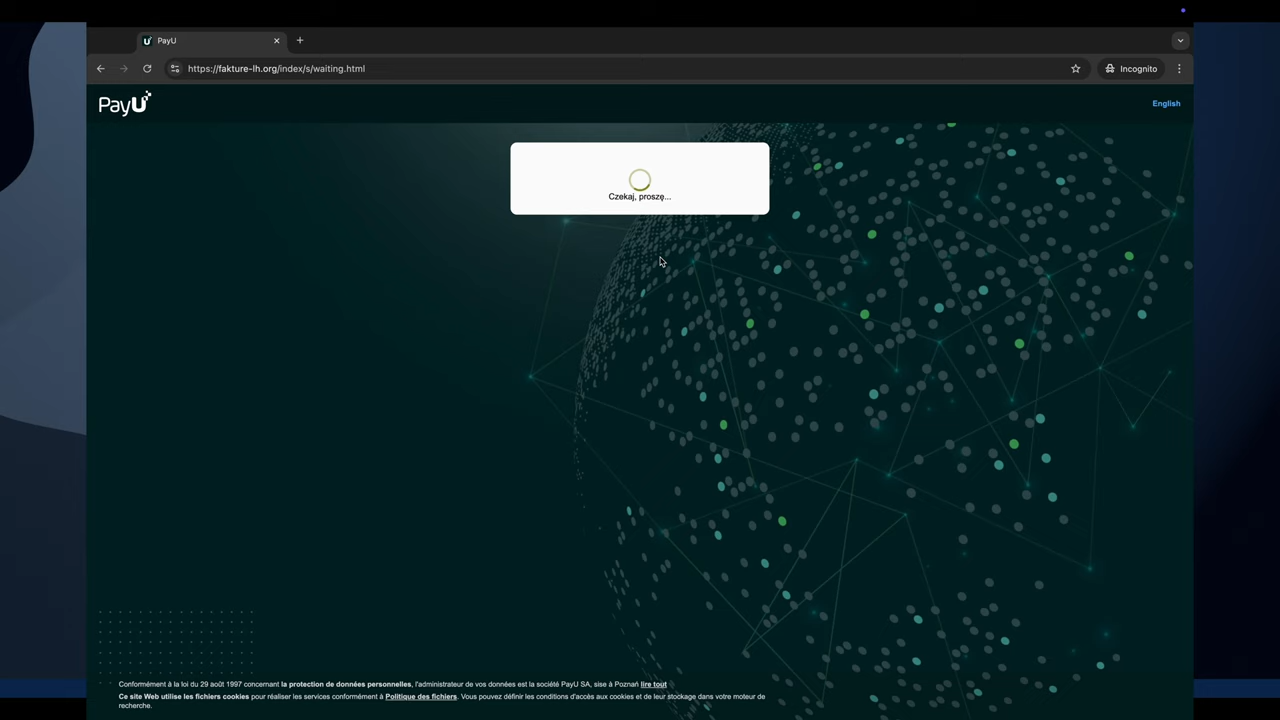 PayU
https://fakture-lh.org/index/s/waiting.html
Incognito
PayU
English
Czekaj, proszę...
Conformément à la loi du 29 août 1997 concernant la protection de données personnelles, l'administrateur de vos données est la société PayU SA, sise à Poznań lire tout
Ce site Web utilise les fichiers cookies pour réaliser les services conformément à Politique des fichiers. Vous pouvez définir les conditions d'accès aux cookies et de leur stockage dans votre moteur de
recherche.